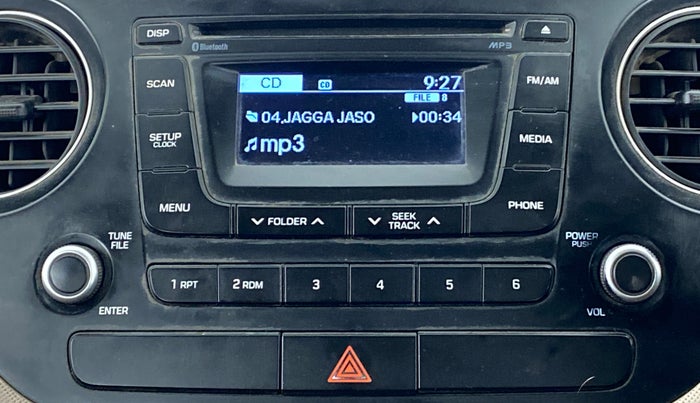 DISP
Bluetooth
MP3
SCAN
CD CD 9:27
FM/AM
FILE 8
04.JAGGA JASO 00:34
SETUP
CLOCK
mp3
MEDIA
MENU
FOLDER
SEEK
TRACK
PHONE
TUNE
FILE
POWER
PUSH
1 RPT
2 RDM
3
4
5
6
ENTER
VOL